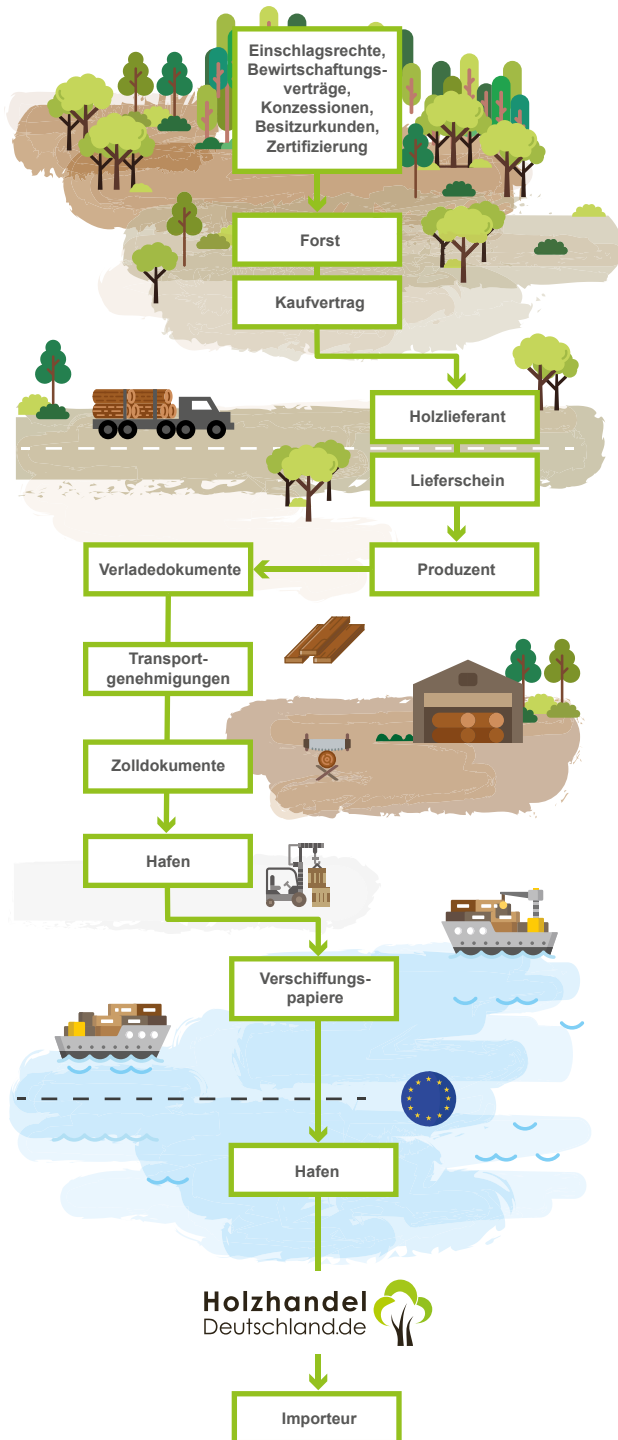 Einschlagsrechte,
Bewirtschaftungs-
verträge,
Konzessionen,
Besitzurkunden,
Zertifizierung
Forst
Kaufvertrag
Holzlieferant
Lieferschein
Verladedokumente
Produzent
Transport-
genehmigungen
Zolldokumente
Hafen
Verschiffungs-
papiere
Hafen
Holzhandel
Deutschland.de
Importeur